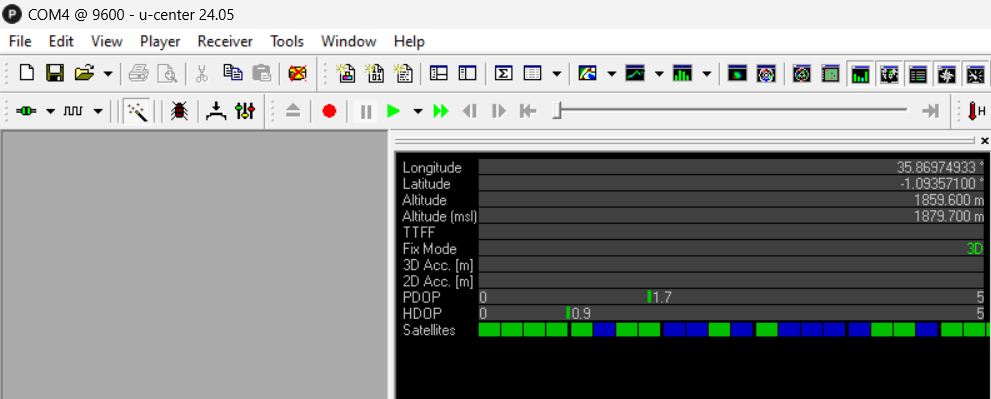 COM4 @ 9600 - u-center 24.05
File Edit View Player Receiver Tools Window Help
H
Longitude 35.86974933 °
Latitude -1.09357100 °
Altitude 1859.600 m
Altitude (msl) 1879.700 m
TTFF
Fix Mode 3D
3D Acc. [m]
2D Acc. [m]
PDOP 0 1.7 5
HDOP 0 0.9 5
Satellites